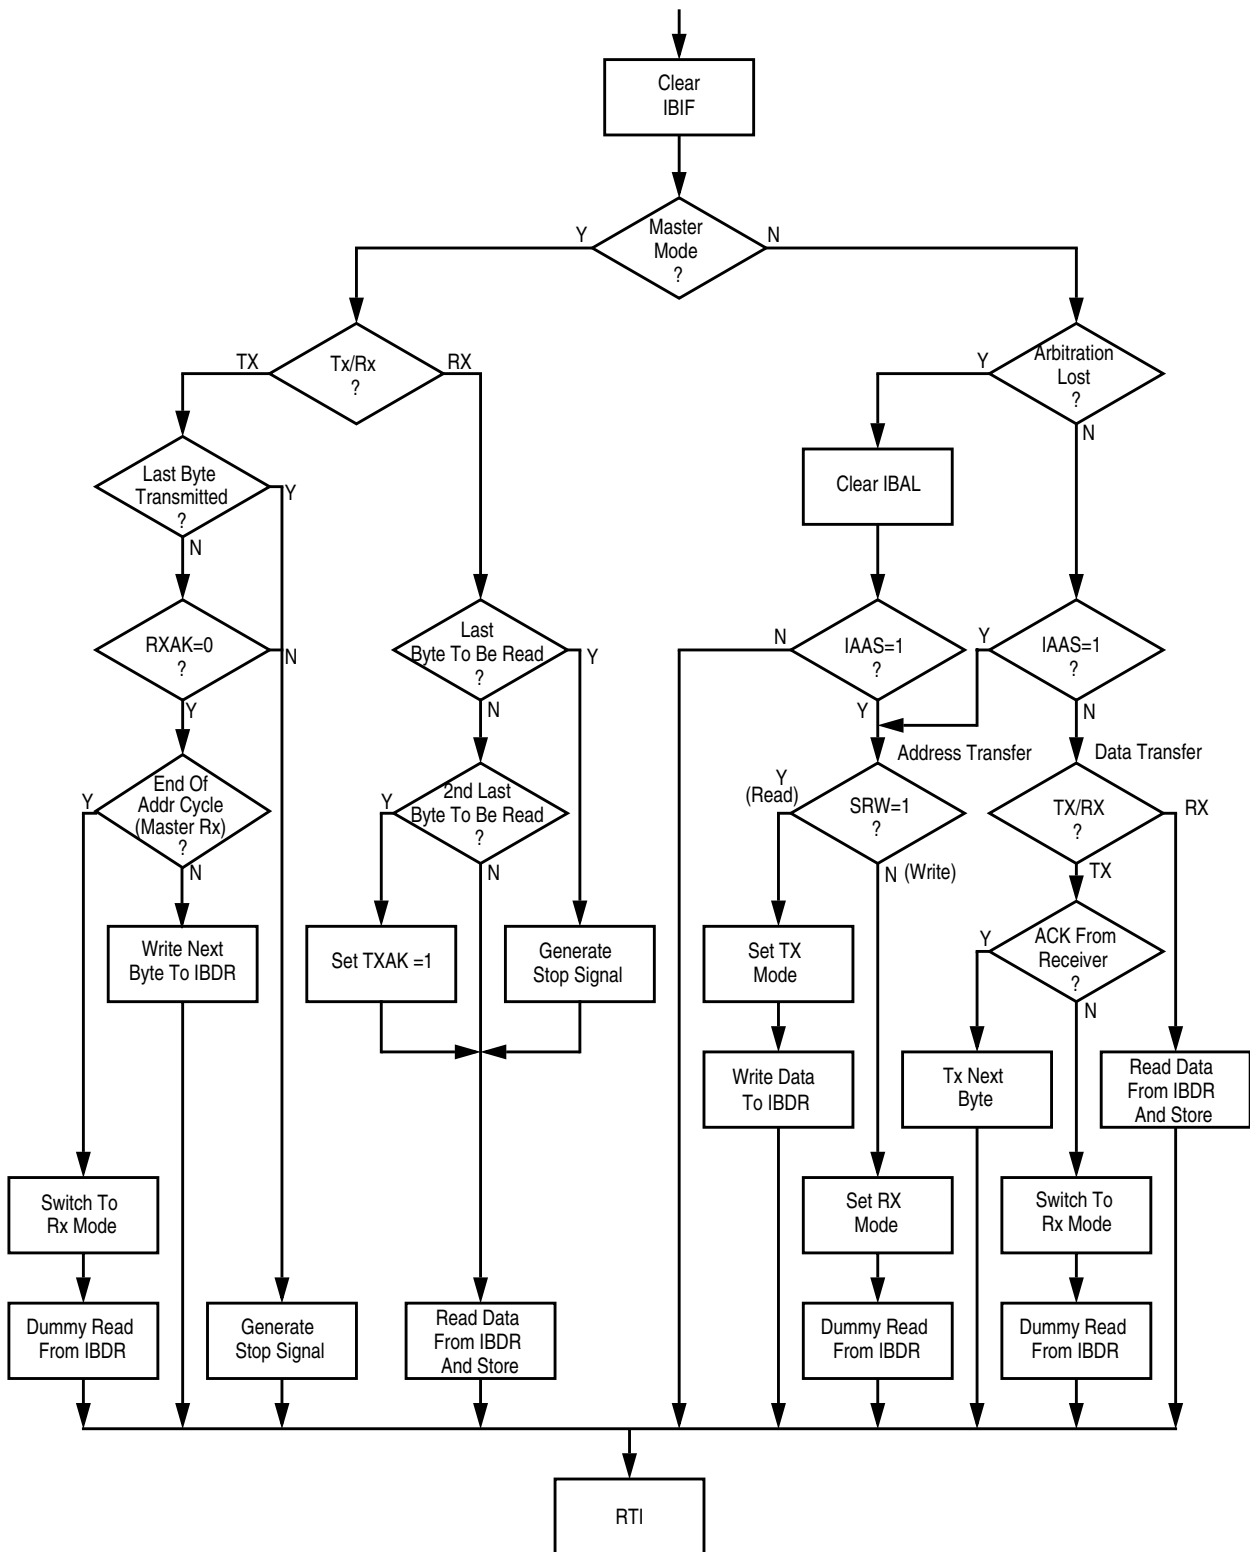 Clear
IBIF
Master
Mode
?
Y
N
Tx/Rx
?
TX
RX
Arbitration
Lost
?
Y
N
Last Byte
Transmitted
?
Y
N
Clear IBAL
RXAK=0
?
N
Y
Last
Byte To Be Read
?
Y
N
IAAS=1
?
N
Y
IAAS=1
?
Y
N
Address Transfer
Data Transfer
End Of
Addr Cycle
(Master Rx)
?
Y
N
2nd Last
Byte To Be Read
?
Y
N
Y
(Read)
SRW=1
?
N (Write)
TX/RX
?
RX
TX
Write Next
Byte To IBDR
Set TXAK =1
Generate
Stop Signal
Set TX
Mode
ACK From
Receiver
?
Y
N
Write Data
To IBDR
Tx Next
Byte
Read Data
From IBDR
And Store
Switch To
Rx Mode
Set RX
Mode
Switch To
Rx Mode
Dummy Read
From IBDR
Generate
Stop Signal
Read Data
From IBDR
And Store
Dummy Read
From IBDR
Dummy Read
From IBDR
RTI